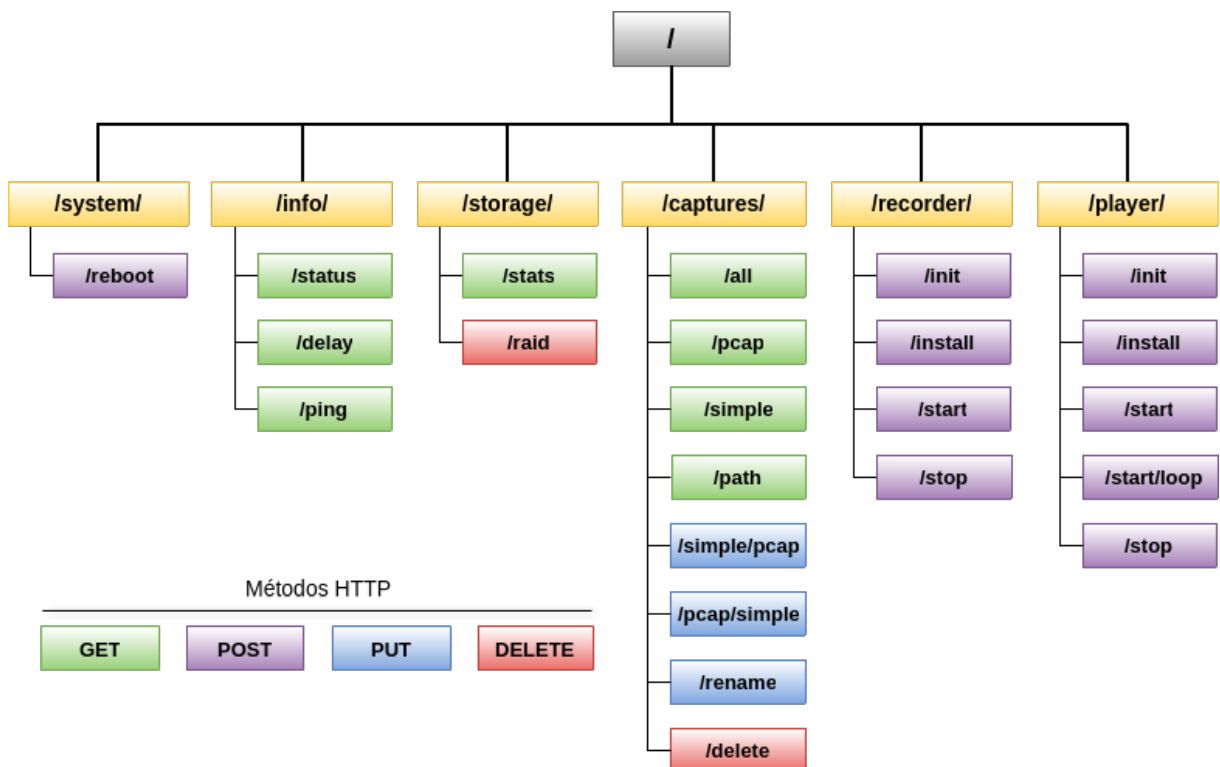 /
/system/
/info/
/storage/
/captures/
/recorder/
/player/
/reboot
/status
/stats
/all
/init
/init
/delay
/raid
/pcap
/install
/install
/ping
/simple
/start
/start
/path
/stop
/start/loop
/simple/pcap
/stop
Métodos HTTP
/pcap/simple
GET
POST
PUT
DELETE
/rename
/delete